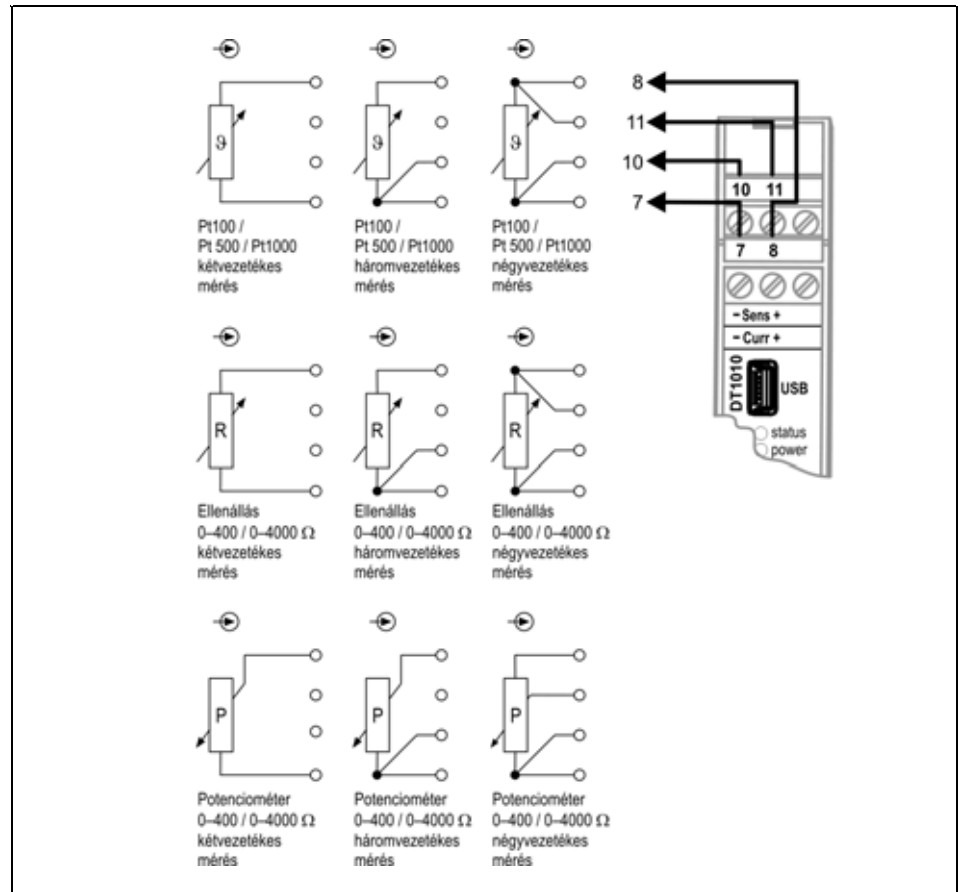 8
11
10
7
10 11
7 8
- Sens +
- Curr +
DT1010
USB
status
power
ϑ
ϑ
ϑ
Pt100 /
Pt 500 / Pt1000
kétvezetékes
mérés
Pt100 /
Pt 500 / Pt1000
háromvezetékes
mérés
Pt100 /
Pt 500 / Pt1000
négyvezetékes
mérés
R
R
R
Ellenállás
0–400 / 0–4000 Ω
kétvezetékes
mérés
Ellenállás
0–400 / 0–4000 Ω
háromvezetékes
mérés
Ellenállás
0–400 / 0–4000 Ω
négyvezetékes
mérés
P
P
P
Potenciométer
0–400 / 0–4000 Ω
kétvezetékes
mérés
Potenciométer
0–400 / 0–4000 Ω
háromvezetékes
mérés
Potenciométer
0–400 / 0–4000 Ω
négyvezetékes
mérés